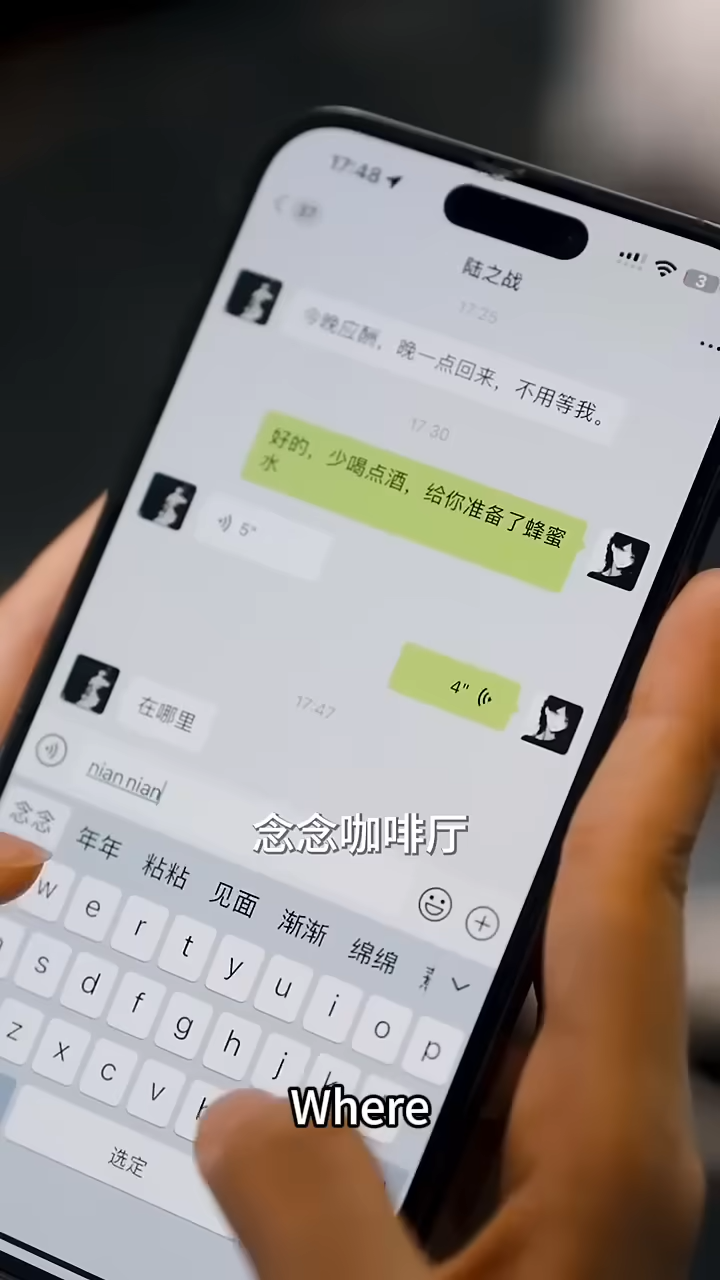 17:48
37
3
陆之战
17:25
今晚应酬，晚一点回来，不用等我。
17:30
好的，少喝点酒，给你准备了蜂蜜
水
5"
4"
17:47
在哪里
nian nian
念念咖啡厅
念念 年年 粘粘 见面 渐渐 绵绵
w e r t y u i o p
s d f g h j k
z x c v b
Where
选定